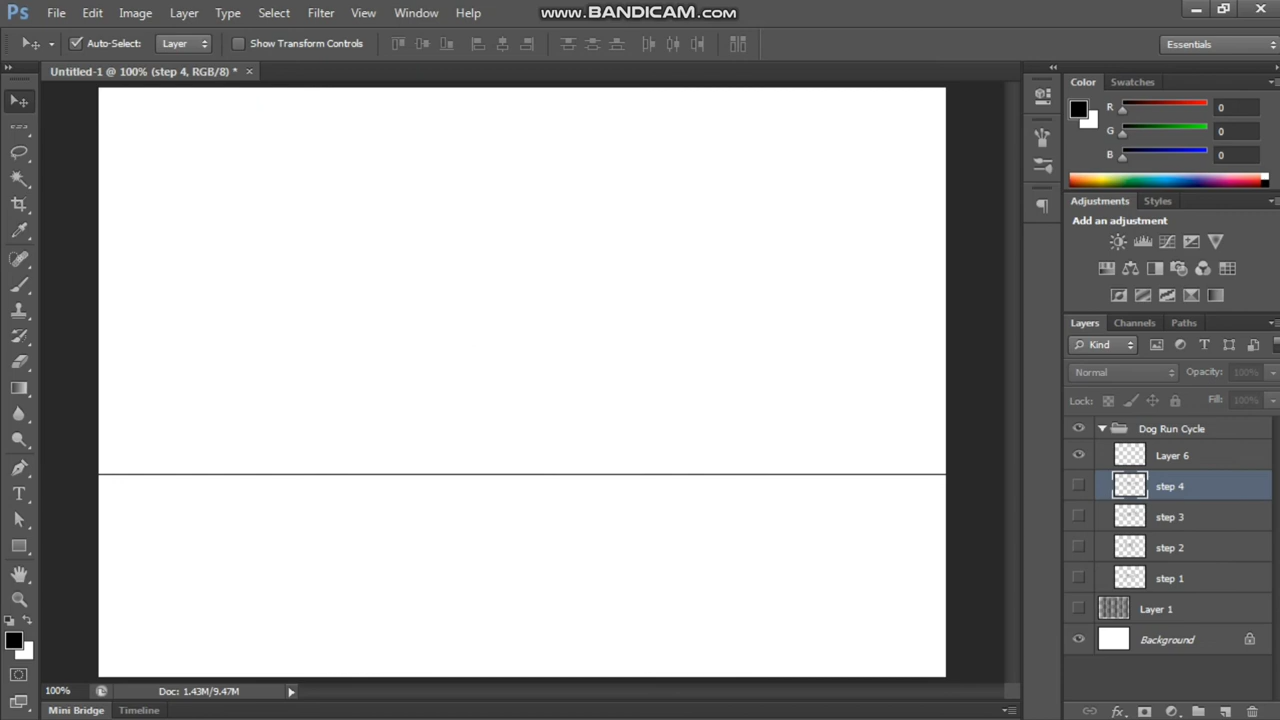 Ps File Edit Image Layer Type Select Filter View Window Help
www.BANDICAM.com
Auto-Select: Layer Show Transform Controls
Essentials
Untitled-1 @ 100% (step 4, RGB/8) * ×
Color Swatches
R 0
G 0
B 0
Adjustments Styles
Add an adjustment
Layers Channels Paths
Kind
Normal Opacity: 100%
Lock: Fill: 100%
Dog Run Cycle
Layer 6
step 4
step 3
step 2
step 1
Layer 1
Background
100% Doc: 1.43M/9.47M
Mini Bridge Timeline